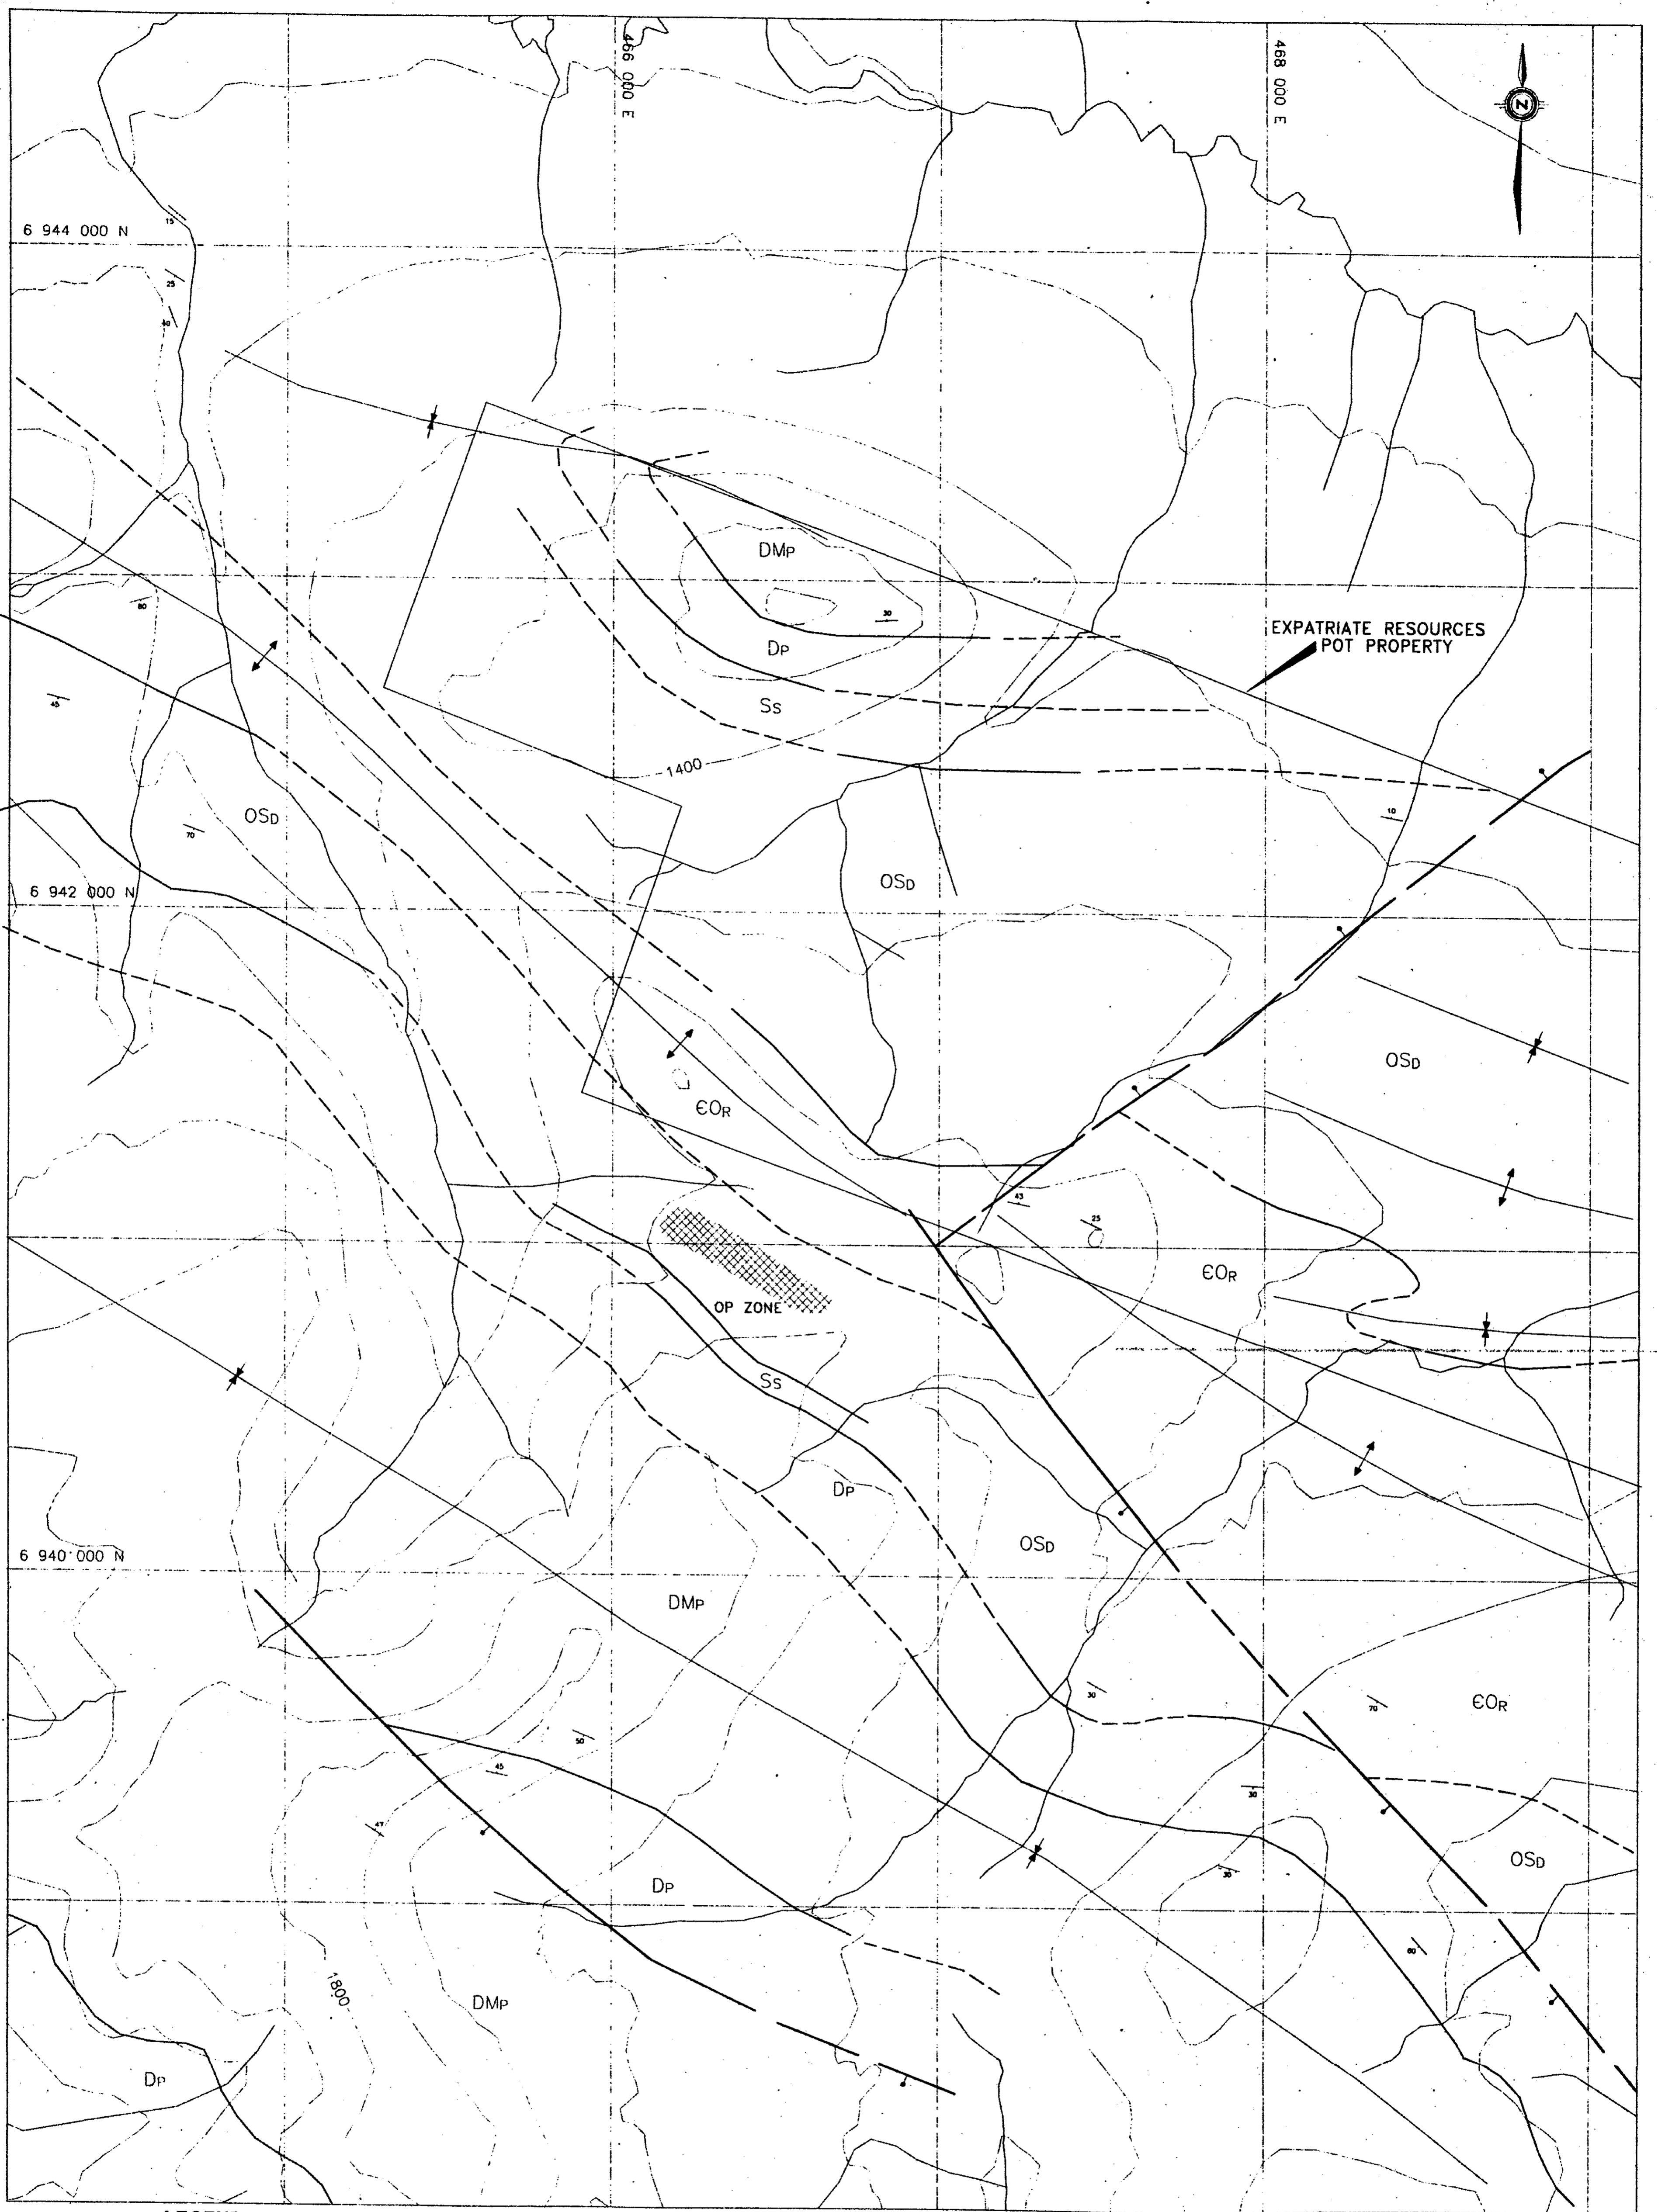 466 000 E
468 000 E
N
15
6 944 000 N
25
40
DMP
80
30
EXPATRIATE RESOURCES
POT PROPERTY
DP
45
SS
1400
10
OSD
70
OSD
6 942 000 N
OSD
ЄOR
43
25
ЄOR
OP ZONE
SS
DP
OSD
6 940 000 N
DMP
30
70
ЄOR
50
45
30
47
OSD
30
DP
60
1800
DMP
DP